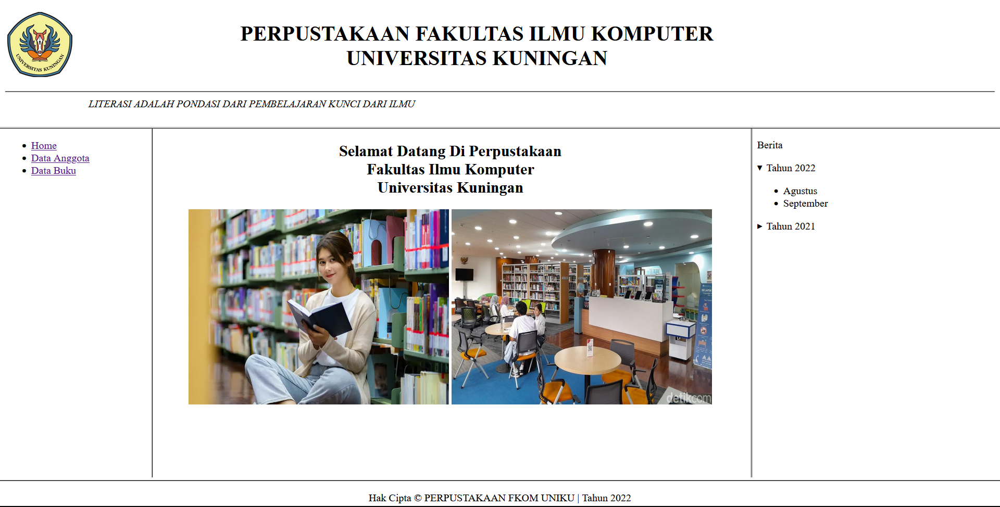 UNIVERSITAS KUNINGAN
PERPUSTAKAAN FAKULTAS ILMU KOMPUTER
UNIVERSITAS KUNINGAN
LITERASI ADALAH PONDASI DARI PEMBELAJARAN KUNCI DARI ILMU
Home
Data Anggota
Data Buku
Selamat Datang Di Perpustakaan
Fakultas Ilmu Komputer
Universitas Kuningan
detikcom
Berita
Tahun 2022
Agustus
September
Tahun 2021
Hak Cipta © PERPUSTAKAAN FKOM UNIKU | Tahun 2022